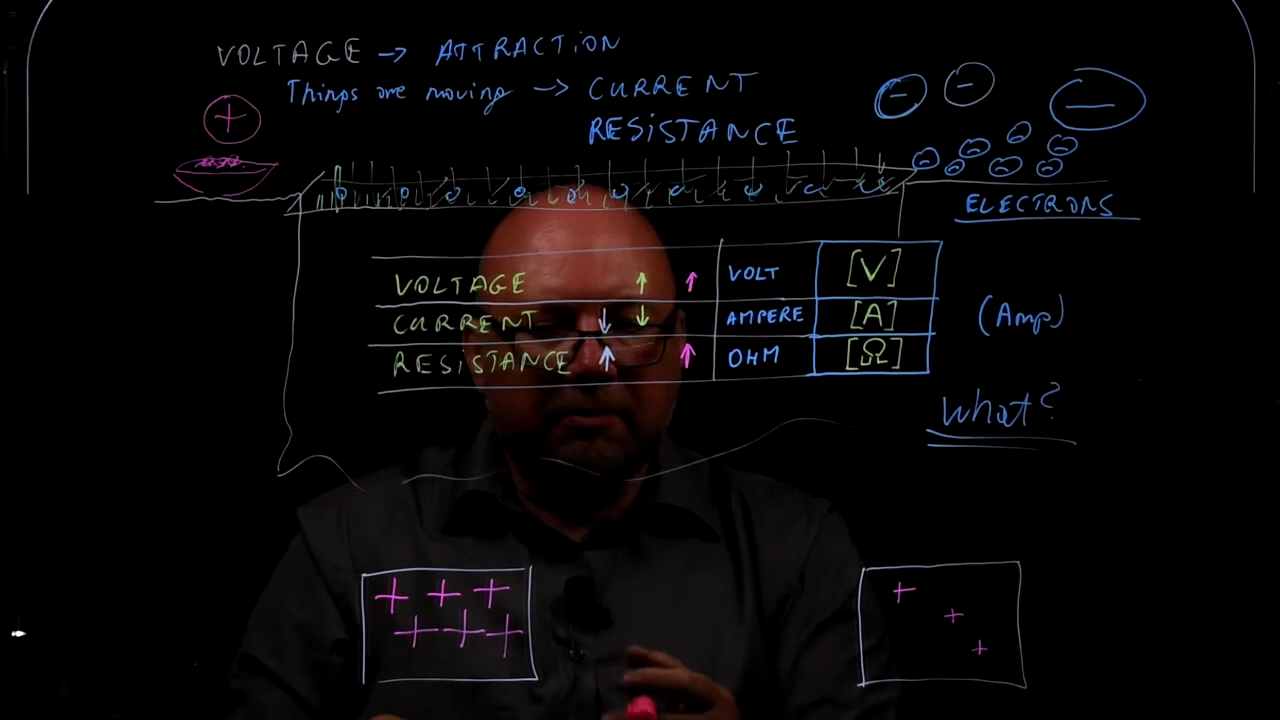 VOLTAGE → ATTRACTION
Things are moving → CURRENT
RESISTANCE
ELECTRONS
VOLTAGE ↑ ↑ VOLT [V]
CURRENT ↓ ↓ AMPERE [A] (Amp)
RESISTANCE ↑ ↑ OHM [Ω]
What?
+ + +
+ + +
+
+
+